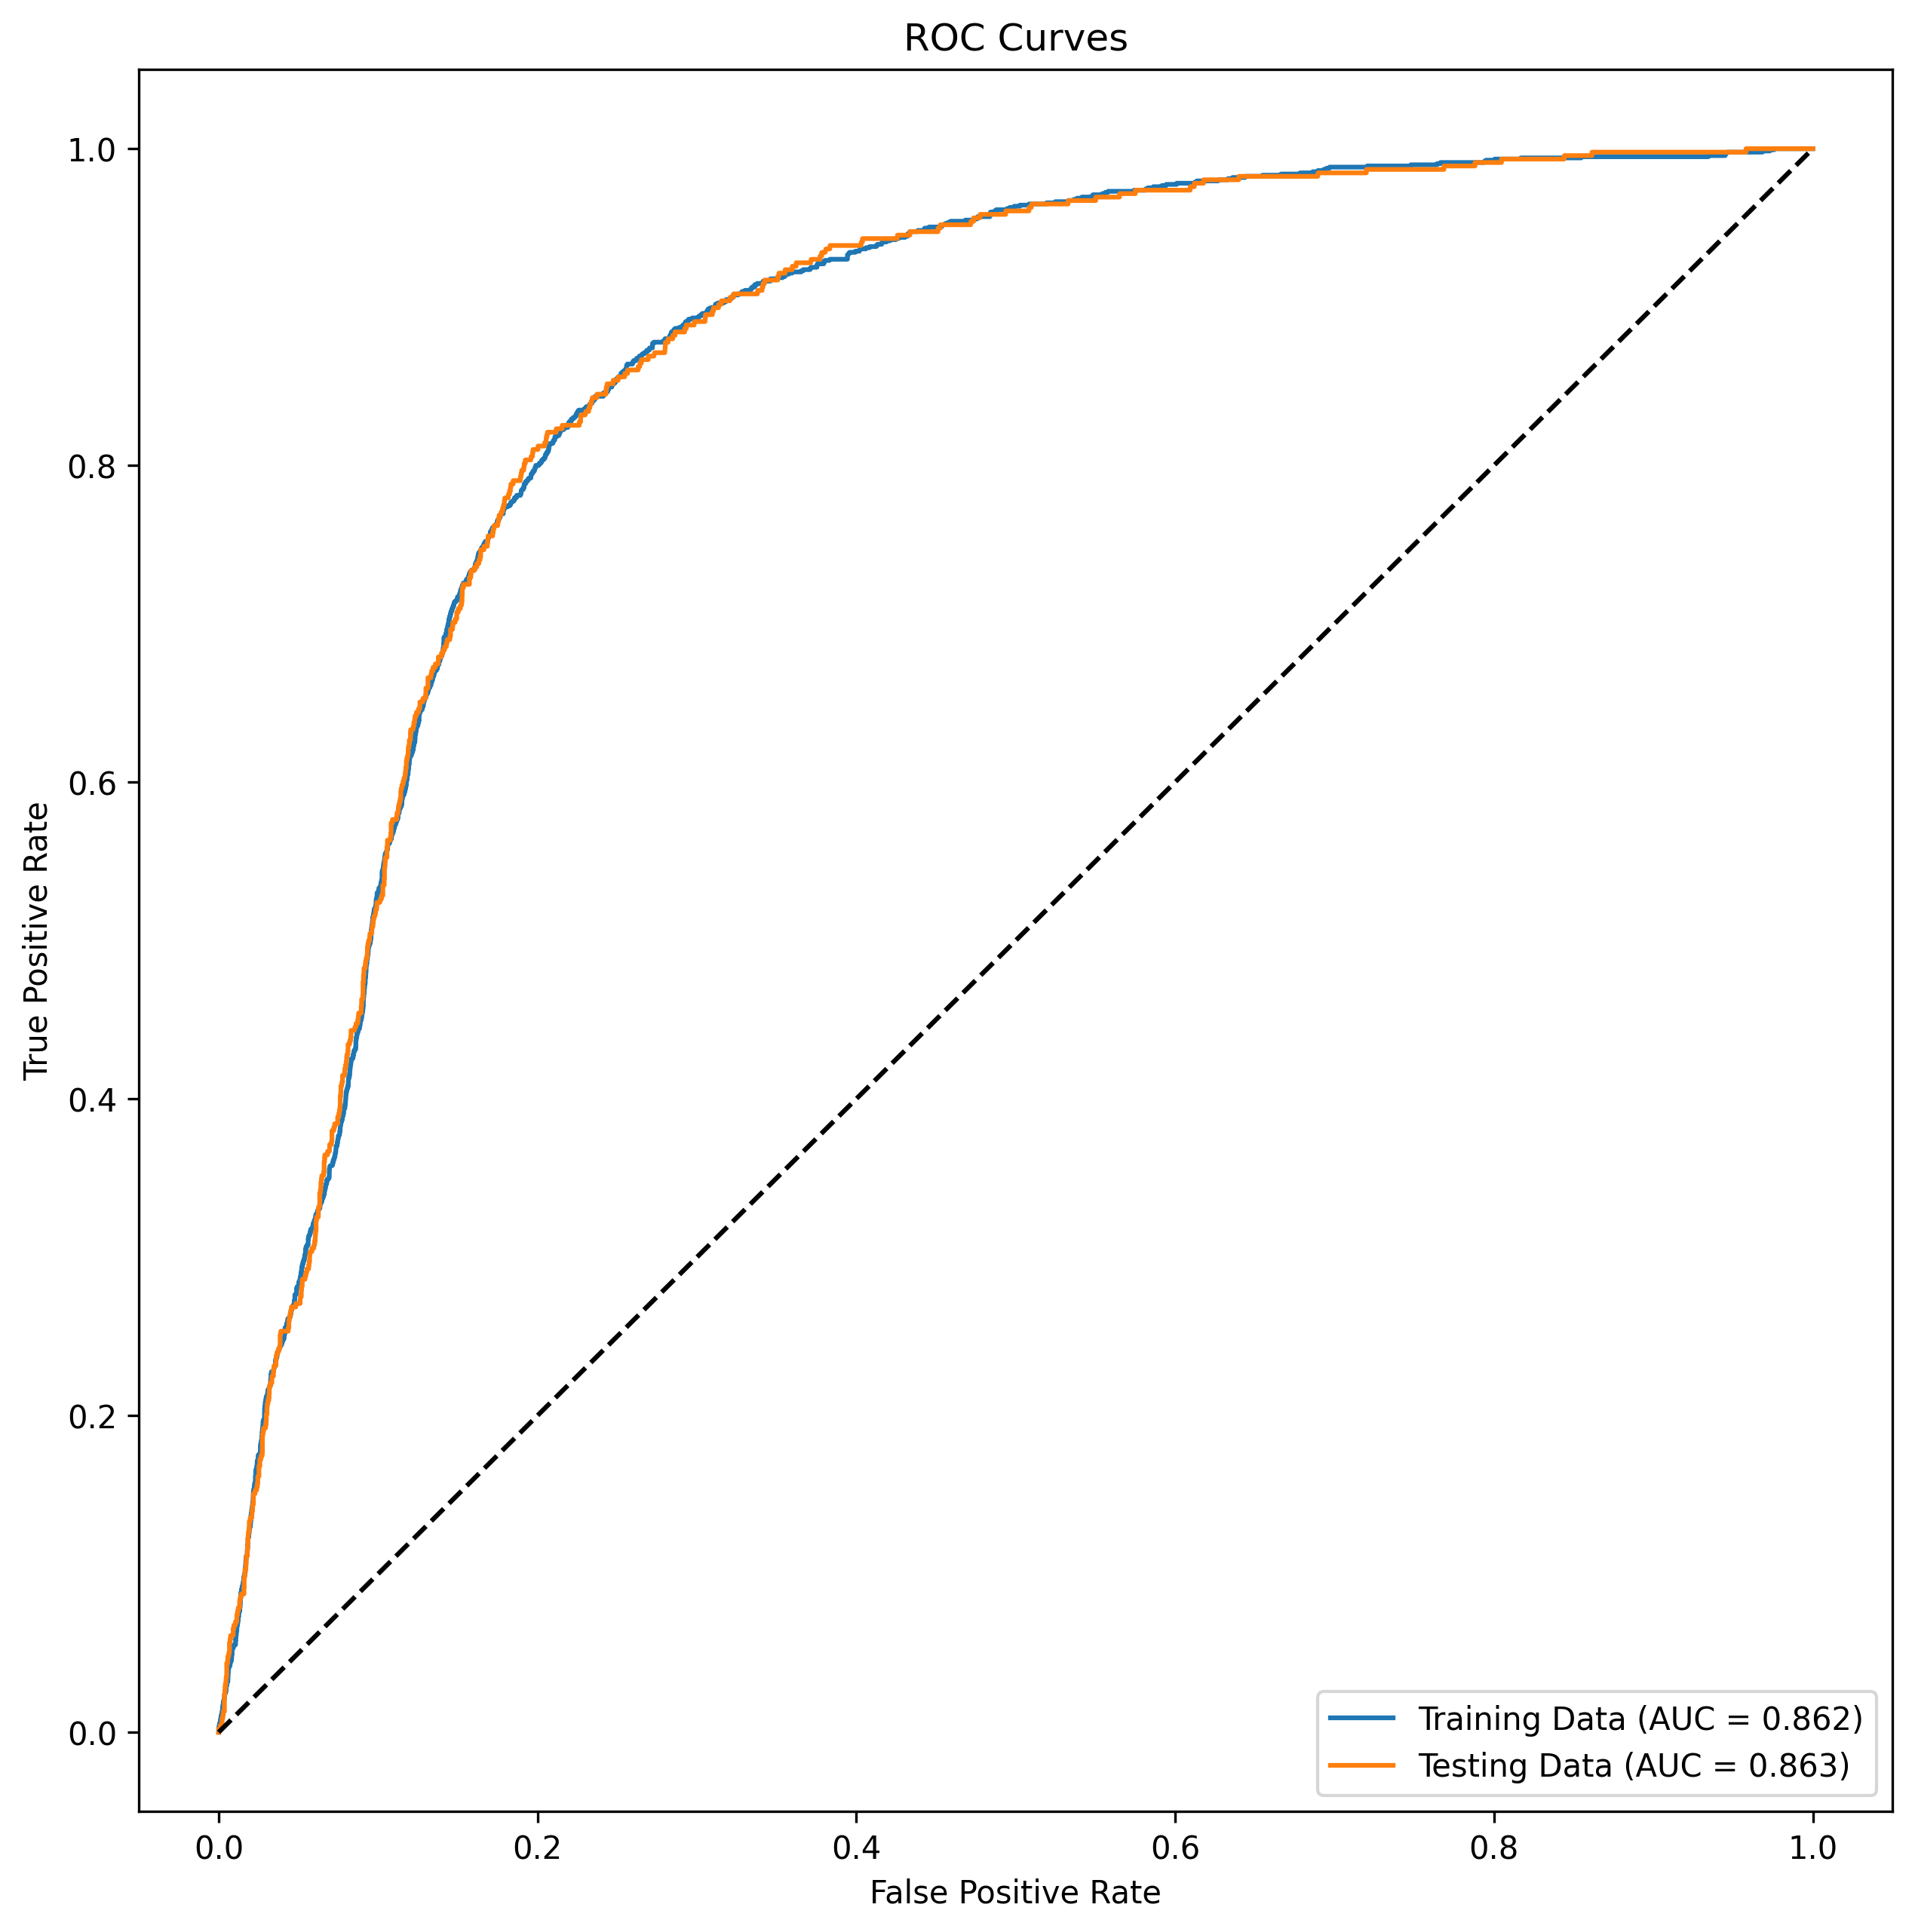 ROC Curves
1.0
0.8
0.6
0.4
0.2
0.0
True Positive Rate
Training Data (AUC = 0.862)
Testing Data (AUC = 0.863)
0.0 0.2 0.4 0.6 0.8 1.0
False Positive Rate